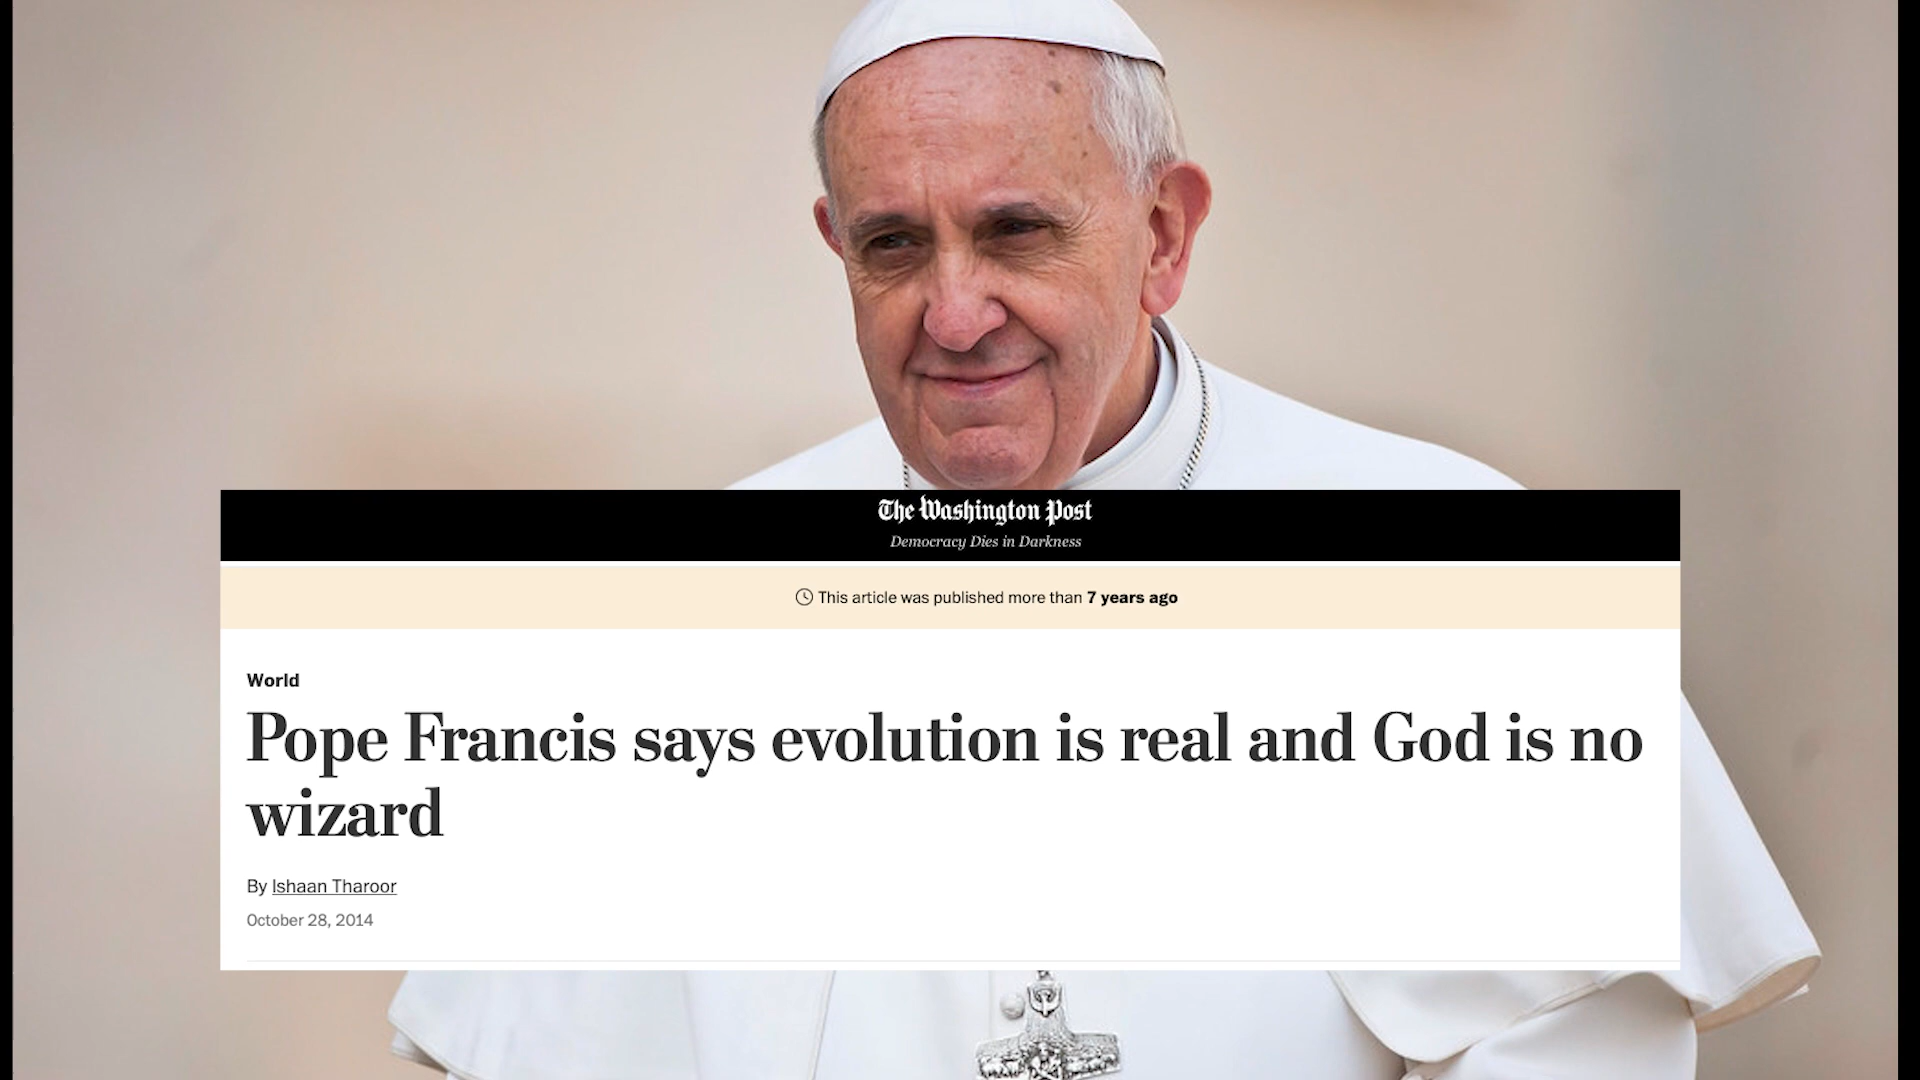 The Washington Post
Democracy Dies in Darkness
This article was published more than 7 years ago
World
Pope Francis says evolution is real and God is no
wizard
By Ishaan Tharoor
October 28, 2014